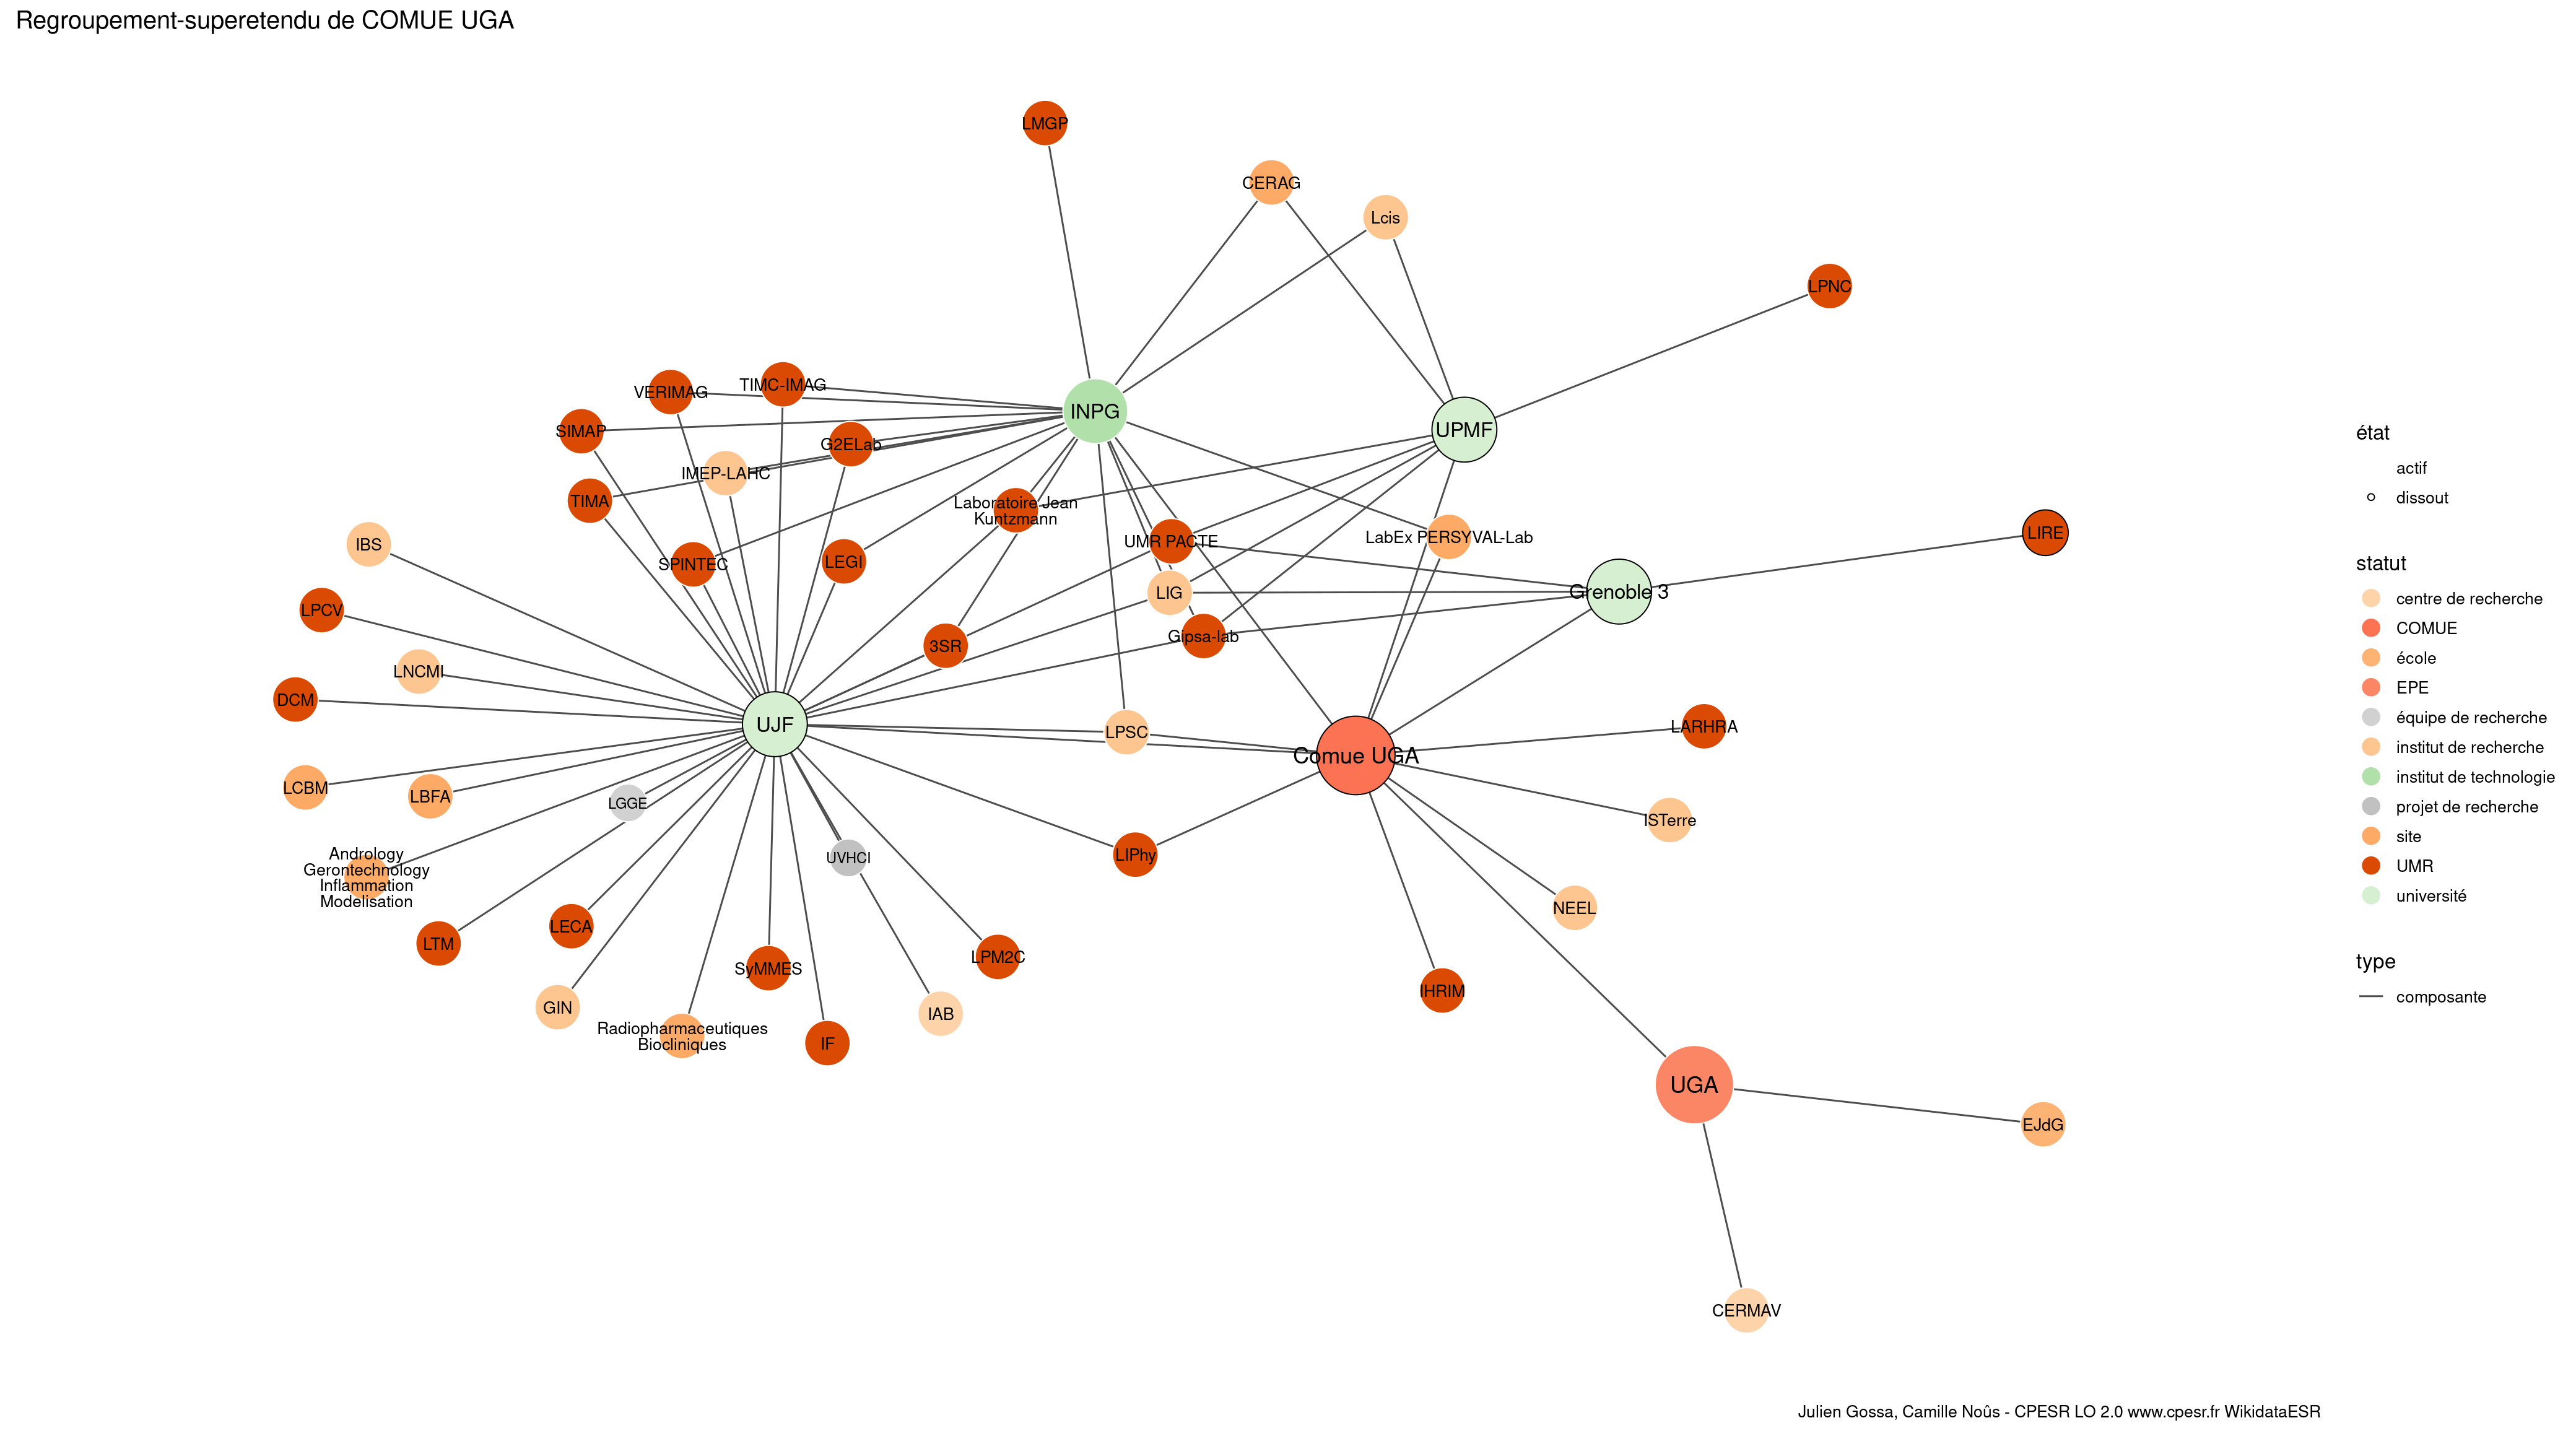 Regroupement-superetendu de COMUE UGA
LMGP
CERAG
Lcis
LPNC
VERIMAG
TIMC-IMAG
INPG
UPMF
SIMAP
G2ELab
IMEP-LAHC
TIMA
Laboratoire Jean
Kuntzmann
UMR PACTE
LabEx PERSYVAL-Lab
LIRE
IBS
SPINTEC
LEGI
LIG
Grenoble 3
LPCV
Gipsa-lab
3SR
LNCMI
DCM
UJF
LPSC
Comue UGA
LARHRA
LCBM
LBFA
LGGE
ISTerre
Andrology
Gerontechnology
Inflammation
Modelisation
UVHCI
LIPhy
LTM
LECA
NEEL
SyMMES
LPM2C
IHRIM
GIN
Radiopharmaceutiques
Biocliniques
IF
IAB
UGA
EJdG
CERMAV
état
actif
dissout
statut
centre de recherche
COMUE
école
EPE
équipe de recherche
institut de recherche
institut de technologie
projet de recherche
site
UMR
université
type
composante
Julien Gossa, Camille Noûs - CPESR LO 2.0 www.cpesr.fr WikidataESR